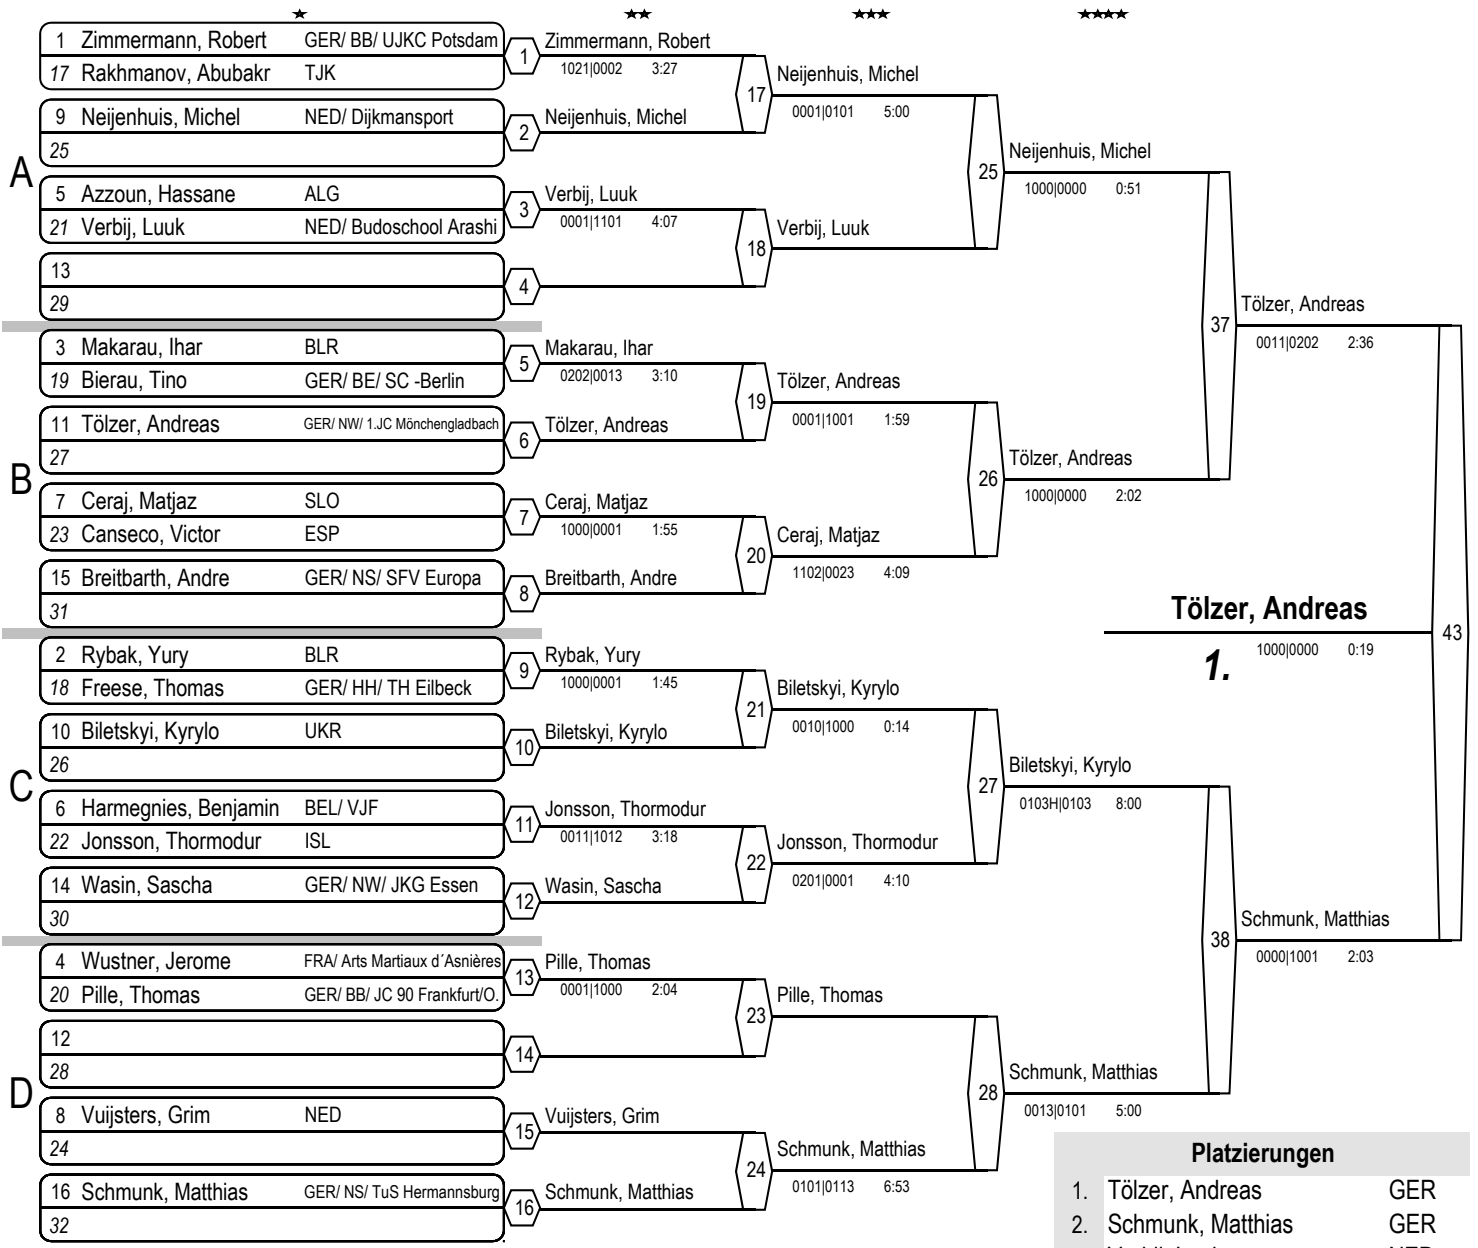 1 Zimmermann, Robert GER/ BB/ UJKC Potsdam
17 Rakhmanov, Abubakr TJK
9 Neijenhuis, Michel NED/ Dijkmansport
25
A
5 Azzoun, Hassane ALG
21 Verbij, Luuk NED/ Budoschool Arashi
13
29
3 Makarau, Ihar BLR
19 Bierau, Tino GER/ BE/ SC -Berlin
11 Tölzer, Andreas GER/ NW/ 1.JC Mönchengladbach
27
B
7 Ceraj, Matjaz SLO
23 Canseco, Victor ESP
15 Breitbarth, Andre GER/ NS/ SFV Europa
31
2 Rybak, Yury BLR
18 Freese, Thomas GER/ HH/ TH Eilbeck
10 Biletskyi, Kyrylo UKR
26
C
6 Harmegnies, Benjamin BEL/ VJF
22 Jonsson, Thormodur ISL
14 Wasin, Sascha GER/ NW/ JKG Essen
30
4 Wustner, Jerome FRA/ Arts Martiaux d´Asnières
20 Pille, Thomas GER/ BB/ JC 90 Frankfurt/O.
12
28
D
8 Vuijsters, Grim NED
24
16 Schmunk, Matthias GER/ NS/ TuS Hermannsburg
32
1 Zimmermann, Robert
1021|0002 3:27
2 Neijenhuis, Michel
3 Verbij, Luuk
0001|1101 4:07
4
5 Makarau, Ihar
0202|0013 3:10
6 Tölzer, Andreas
7 Ceraj, Matjaz
1000|0001 1:55
8 Breitbarth, Andre
9 Rybak, Yury
1000|0001 1:45
10 Biletskyi, Kyrylo
11 Jonsson, Thormodur
0011|1012 3:18
12 Wasin, Sascha
13 Pille, Thomas
0001|1000 2:04
14
15 Vuijsters, Grim
16 Schmunk, Matthias
17 Neijenhuis, Michel
0001|0101 5:00
18 Verbij, Luuk
19 Tölzer, Andreas
0001|1001 1:59
20 Ceraj, Matjaz
1102|0023 4:09
21 Biletskyi, Kyrylo
0010|1000 0:14
22 Jonsson, Thormodur
0201|0001 4:10
23 Pille, Thomas
24 Schmunk, Matthias
0101|0113 6:53
25 Neijenhuis, Michel
1000|0000 0:51
26 Tölzer, Andreas
1000|0000 2:02
27 Biletskyi, Kyrylo
0103H|0103 8:00
28 Schmunk, Matthias
0013|0101 5:00
37 Tölzer, Andreas
0011|0202 2:36
38 Schmunk, Matthias
0000|1001 2:03
43
Tölzer, Andreas
1. 1000|0000 0:19
Platzierungen
1. Tölzer, Andreas GER
2. Schmunk, Matthias GER